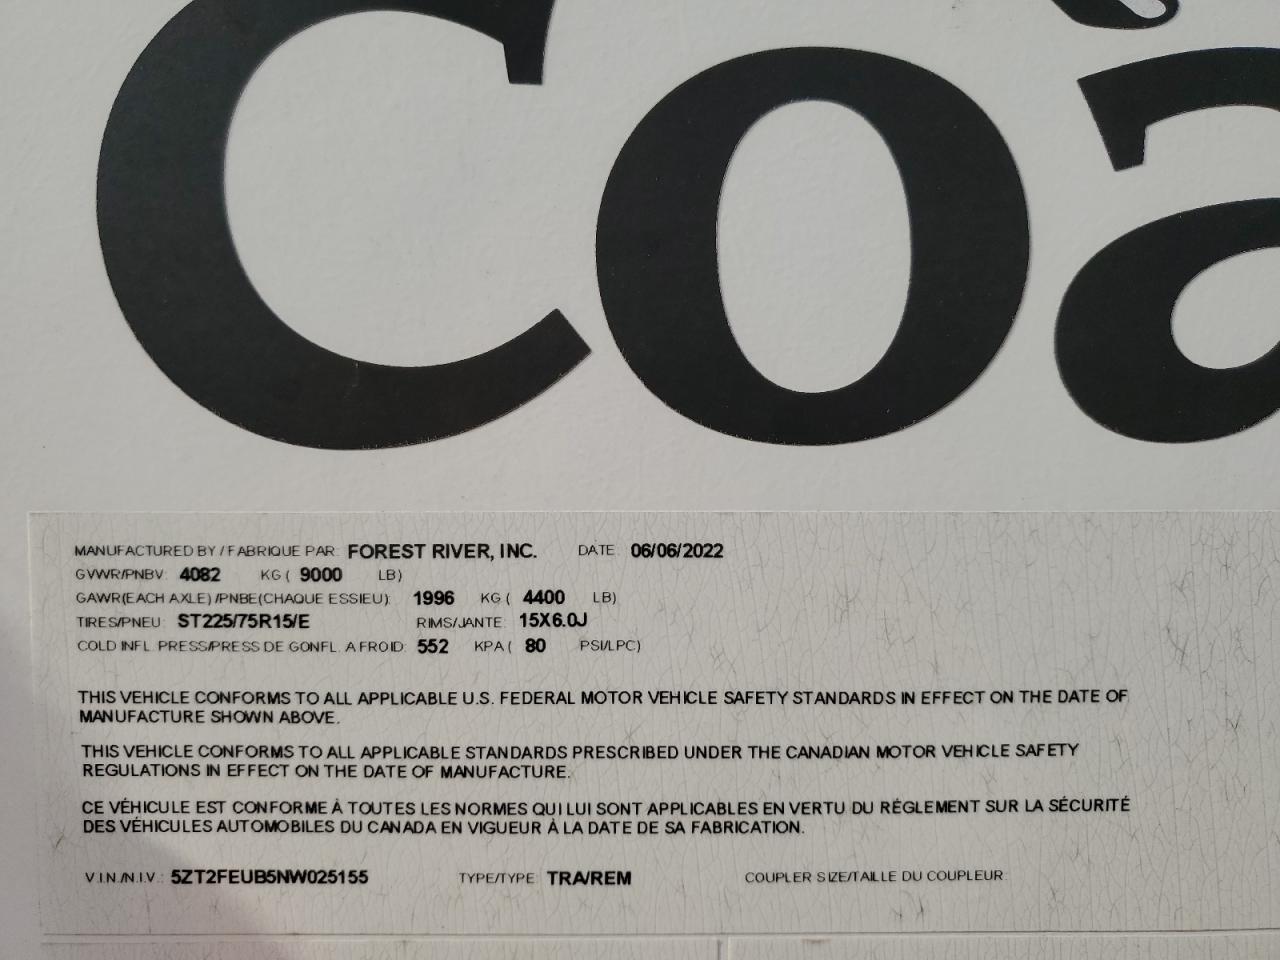 Coa
MANUFACTURED BY / FABRIQUE PAR: FOREST RIVER, INC. DATE: 06/06/2022
GVWR/PNBV: 4082 KG ( 9000 LB)
GAWR(EACH AXLE) /PNBE(CHAQUE ESSIEU): 1996 KG ( 4400 LB)
TIRES/PNEU: ST225/75R15/E RIMS/JANTE: 15X6.0J
COLD INFL. PRESS/PRESS DE GONFL. A FROID: 552 KPA ( 80 PSI/LPC)
THIS VEHICLE CONFORMS TO ALL APPLICABLE U.S. FEDERAL MOTOR VEHICLE SAFETY STANDARDS IN EFFECT ON THE DATE OF
MANUFACTURE SHOWN ABOVE.
THIS VEHICLE CONFORMS TO ALL APPLICABLE STANDARDS PRESCRIBED UNDER THE CANADIAN MOTOR VEHICLE SAFETY
REGULATIONS IN EFFECT ON THE DATE OF MANUFACTURE.
CE VÉHICULE EST CONFORME À TOUTES LES NORMES QUI LUI SONT APPLICABLES EN VERTU DU RÉGLEMENT SUR LA SÉCURITÉ
DES VÉHICULES AUTOMOBILES DU CANADA EN VIGUEUR À LA DATE DE SA FABRICATION.
V.I.N./N.I.V.: 5ZT2FEUB5NW025155 TYPE/TYPE: TRA/REM COUPLER SIZE/TAILLE DU COUPLEUR: